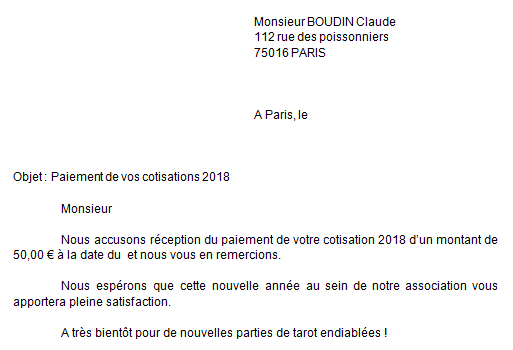 Monsieur BOUDIN Claude
112 rue des poissonniers
75016 PARIS
A Paris, le
Objet : Paiement de vos cotisations 2018
Monsieur
Nous accusons réception du paiement de votre cotisation 2018 d'un montant de
50,00 € à la date du  et nous vous en remercions.
Nous espérons que cette nouvelle année au sein de notre association vous
apportera pleine satisfaction.
A très bientôt pour de nouvelles parties de tarot endiablées !